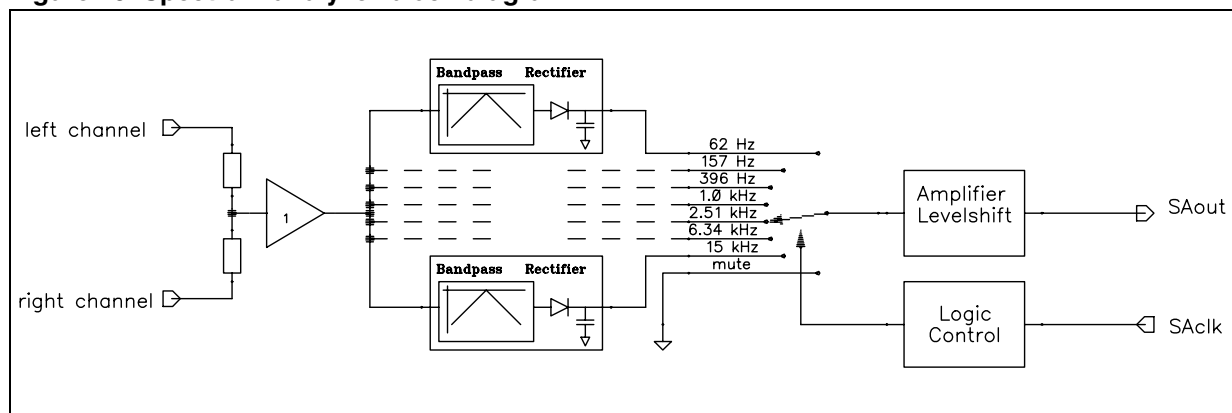 Bandpass Rectifier
left channel
62 Hz
157 Hz
396 Hz
1.0 kHz
2.51 kHz
6.34 kHz
15 kHz
mute
1
Amplifier
Levelshift
SAout
Bandpass Rectifier
right channel
Logic
Control
SAclk